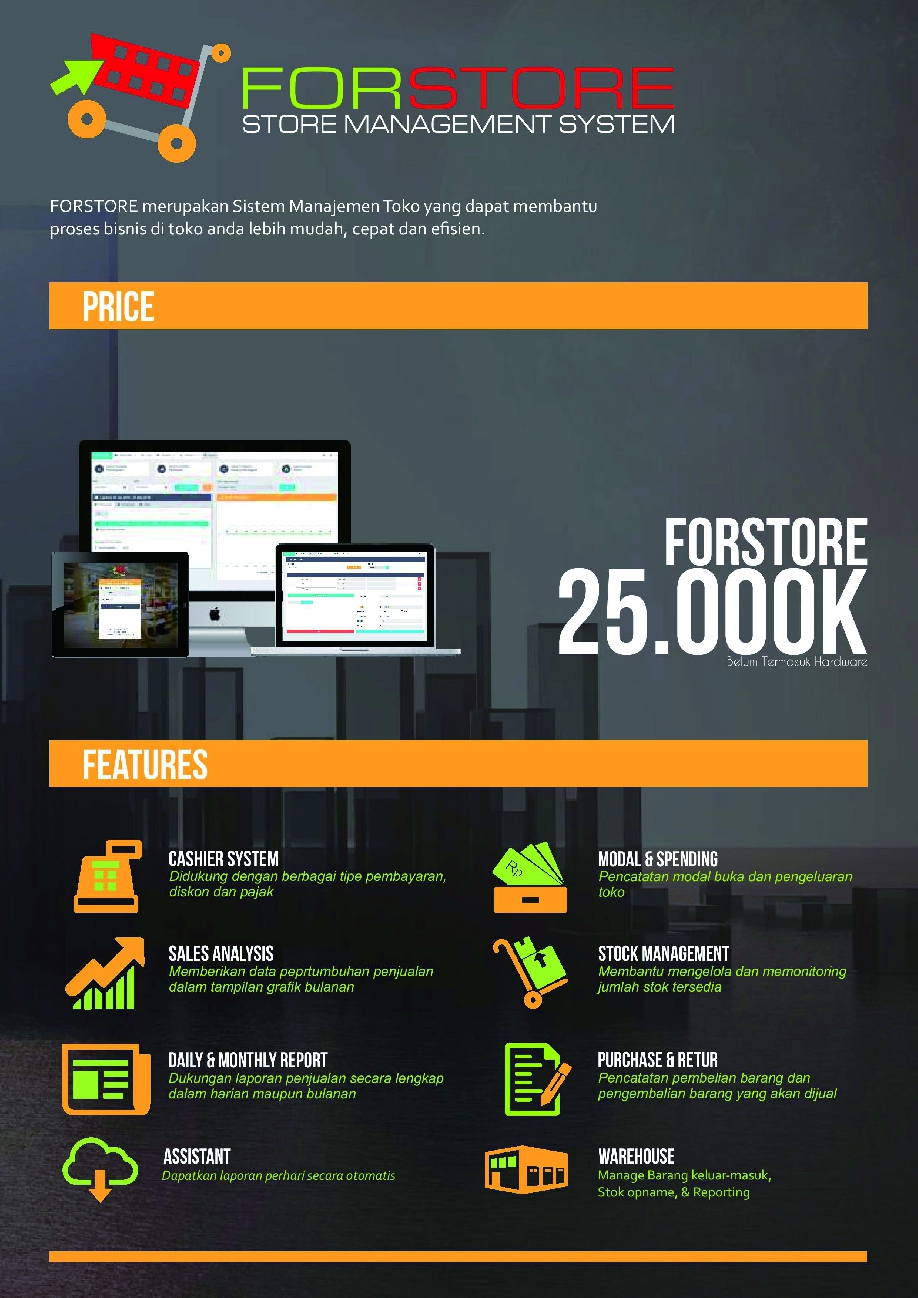 FORSTORE
STORE MANAGEMENT SYSTEM
FORSTORE merupakan Sistem Manajemen Toko yang dapat membantu
proses bisnis di toko anda lebih mudah, cepat dan efisien.
PRICE
FORSTORE
25.000K
Belum Termasuk Hardware
FEATURES
CASHIER SYSTEM
Didukung dengan berbagai tipe pembayaran,
diskon dan pajak
MODAL & SPENDING
Pencatatan modal buka dan pengeluaran
toko
Rp
SALES ANALYSIS
Memberikan data peprtumbuhan penjualan
dalam tampilan grafik bulanan
STOCK MANAGEMENT
Membantu mengelola dan memonitoring
jumlah stok tersedia
DAILY & MONTHLY REPORT
Dukungan laporan penjualan secara lengkap
dalam harian maupun bulanan
PURCHASE & RETUR
Pencatatan pembelian barang dan
pengembalian barang yang akan dijual
ASSISTANT
Dapatkan laporan perhari secara otomatis
WAREHOUSE
Manage Barang keluar-masuk,
Stok opname, & Reporting